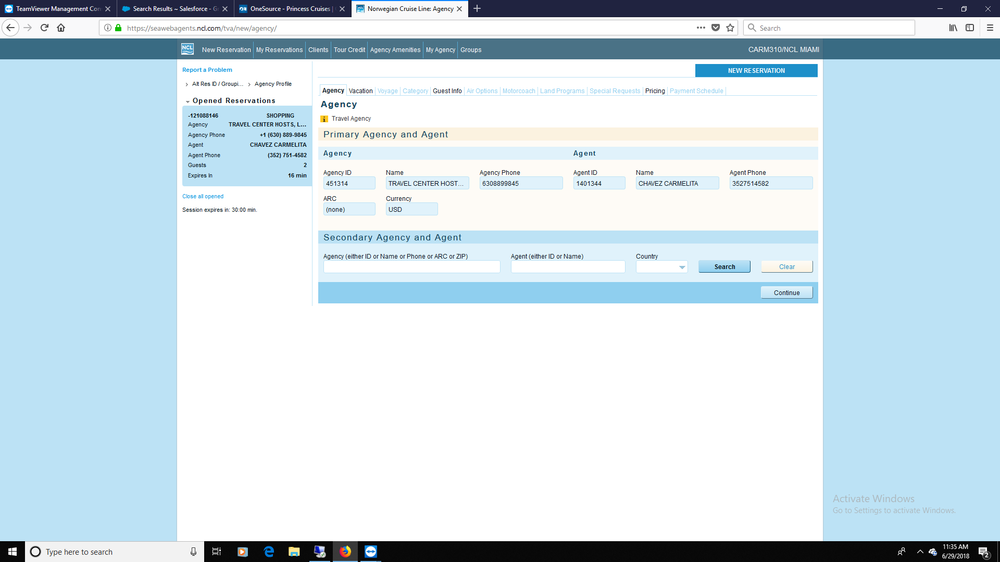 TeamViewer Management Con
Search Results ~ Salesforce - G
OneSource - Princess Cruises |
Norwegian Cruise Line: Agency
https://seawebagents.ncl.com/tva/new/agency/
Search
NCL
New Reservation
My Reservations
Clients
Tour Credit
Agency Amenities
My Agency
Groups
CARM310/NCL MIAMI
Report a Problem
Alt Res ID / Groupi...
Agency Profile
Opened Reservations
-121088146 SHOPPING
Agency TRAVEL CENTER HOSTS, L...
Agency Phone +1 (630) 889-9845
Agent CHAVEZ CARMELITA
Agent Phone (352) 751-4582
Guests 2
Expires In 16 min
Close all opened
Session expires in: 30:00 min.
NEW RESERVATION
Agency Vacation Voyage Category Guest Info Air Options Motorcoach Land Programs Special Requests Pricing Payment Schedule
Agency
Travel Agency
Primary Agency and Agent
Agency Agent
Agency ID Name Agency Phone Agent ID Name Agent Phone
451314 TRAVEL CENTER HOST... 6308899845 1401344 CHAVEZ CARMELITA 3527514582
ARC Currency
(none) USD
Secondary Agency and Agent
Agency (either ID or Name or Phone or ARC or ZIP) Agent (either ID or Name) Country
Search Clear
Continue
Activate Windows
Go to Settings to activate Windows.
Type here to search
11:35 AM
6/29/2018
2